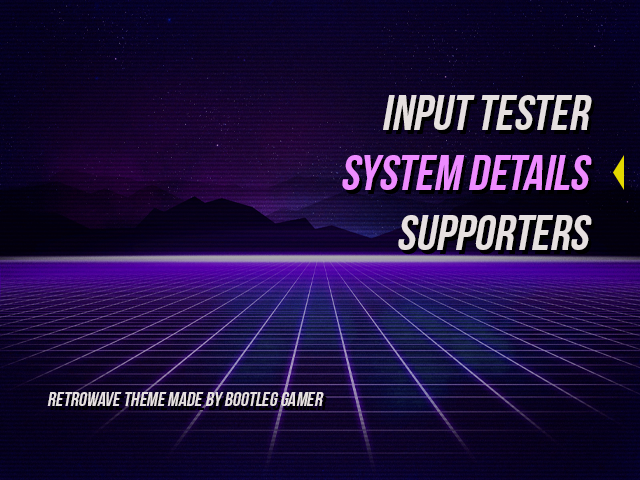 INPUT TESTER
SYSTEM DETAILS
SUPPORTERS
RETROWAVE THEME MADE BY BOOTLEG GAMER